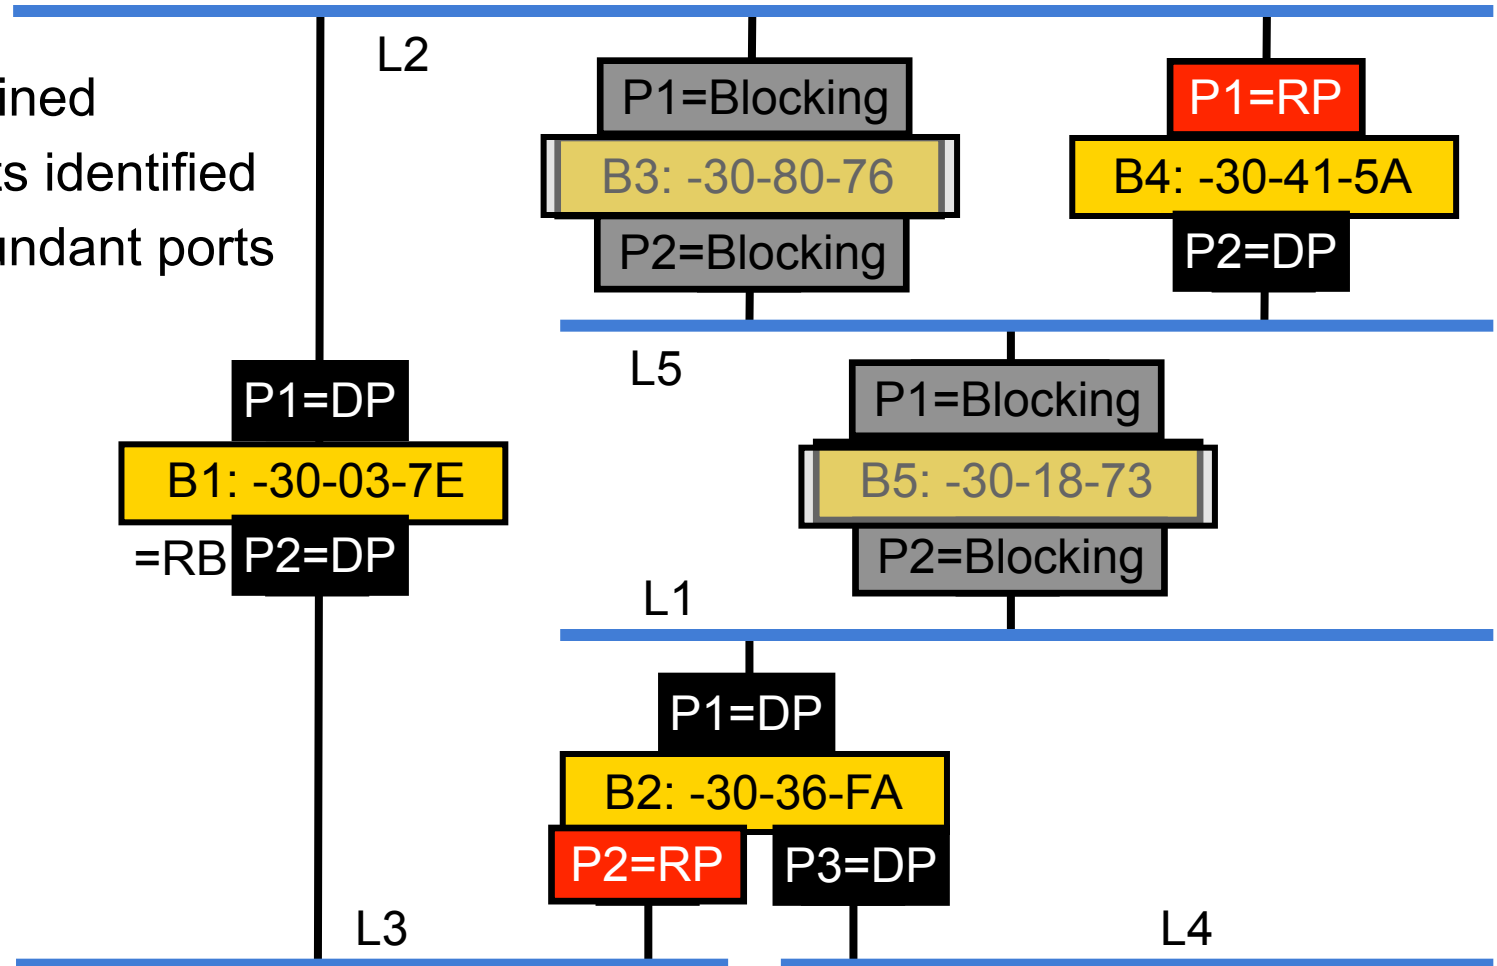 L2
ined
ts identified
undant ports
P1=Blocking
B3: -30-80-76
P2=Blocking
P1=RP
B4: -30-41-5A
P2=DP
L5
P1=DP
B1: -30-03-7E
=RB
P2=DP
P1=Blocking
B5: -30-18-73
P2=Blocking
L1
P1=DP
B2: -30-36-FA
P2=RP
P3=DP
L3
L4